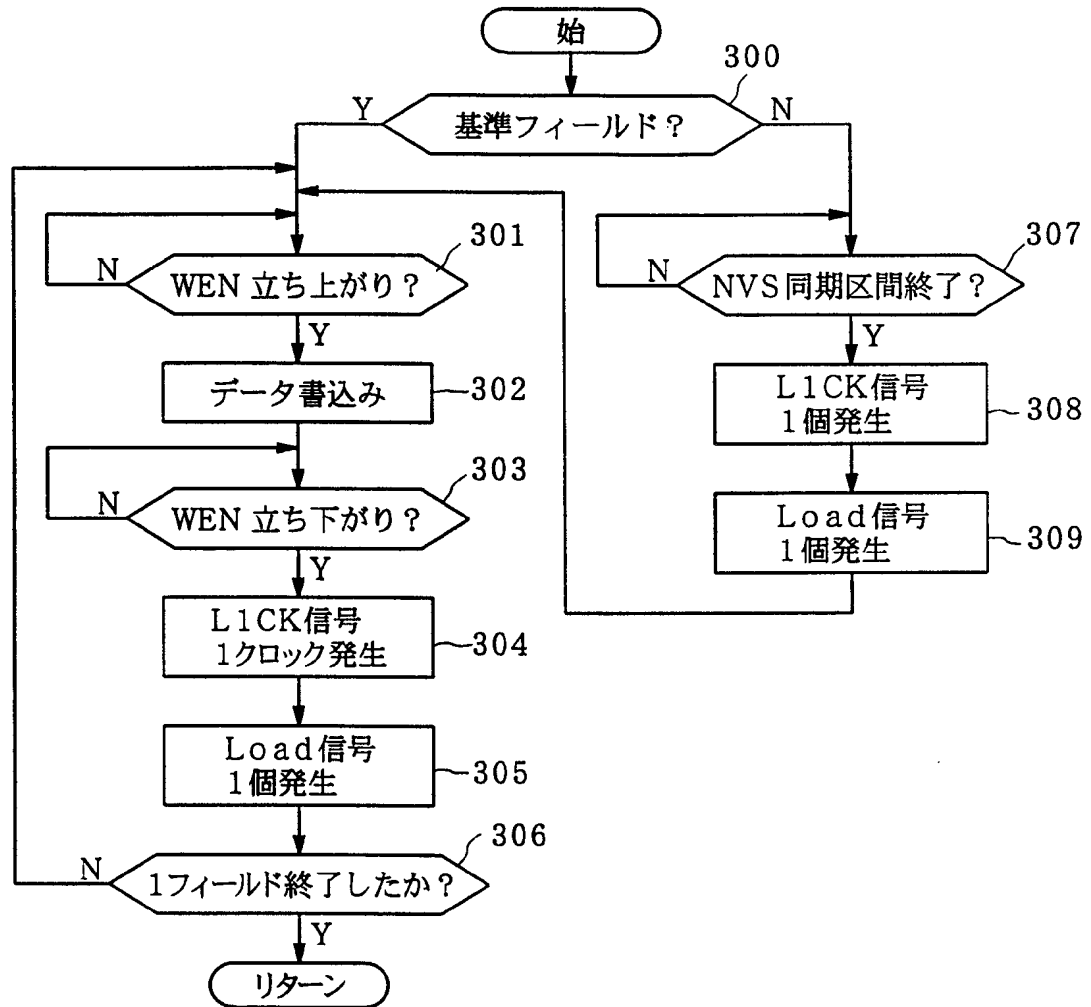 始
300
Y
基準フィールド?
N
301
N
WEN 立ち上がり?
Y
データ書込み
302
303
N
WEN 立ち下がり?
Y
L1CK信号
1クロック発生
304
Load信号
1個発生
305
306
N
1フィールド終了したか?
Y
リターン
307
N
NVS同期区間終了?
Y
L1CK信号
1個発生
308
Load信号
1個発生
309